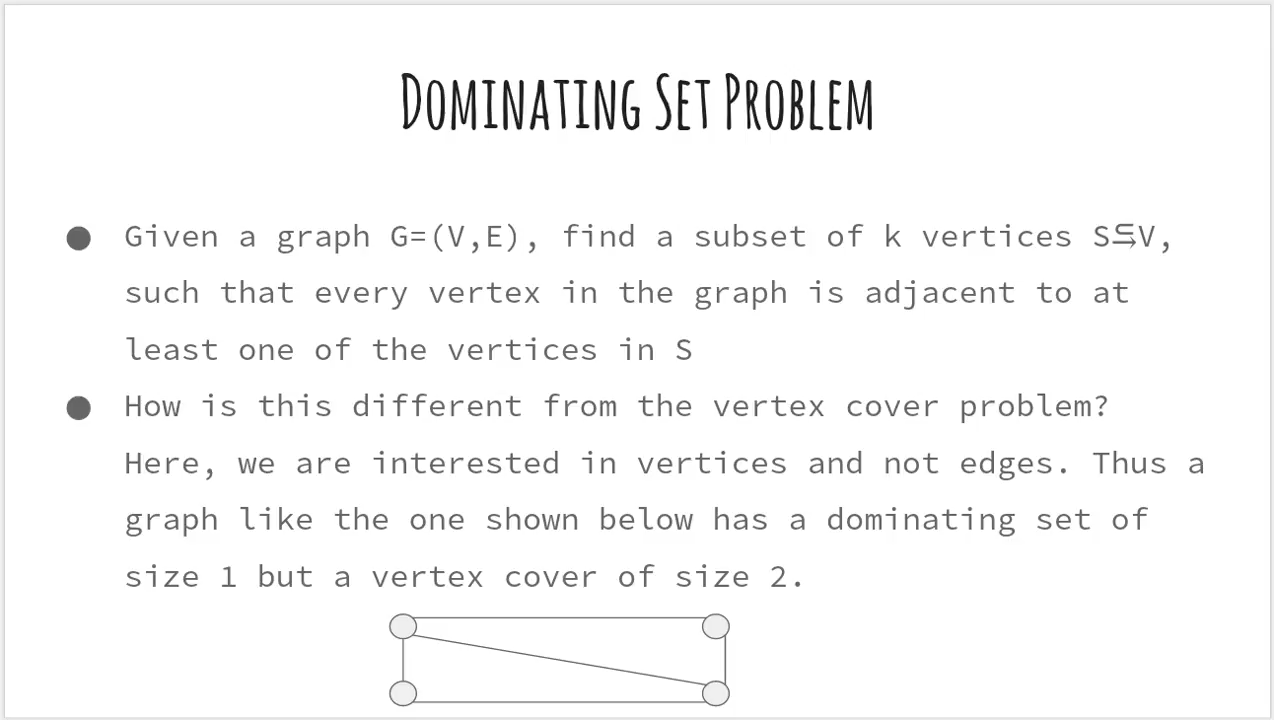 DOMINATING SET PROBLEM
● Given a graph G=(V,E), find a subset of k vertices S⥹V,
such that every vertex in the graph is adjacent to at
least one of the vertices in S
● How is this different from the vertex cover problem?
Here, we are interested in vertices and not edges. Thus a
graph like the one shown below has a dominating set of
size 1 but a vertex cover of size 2.